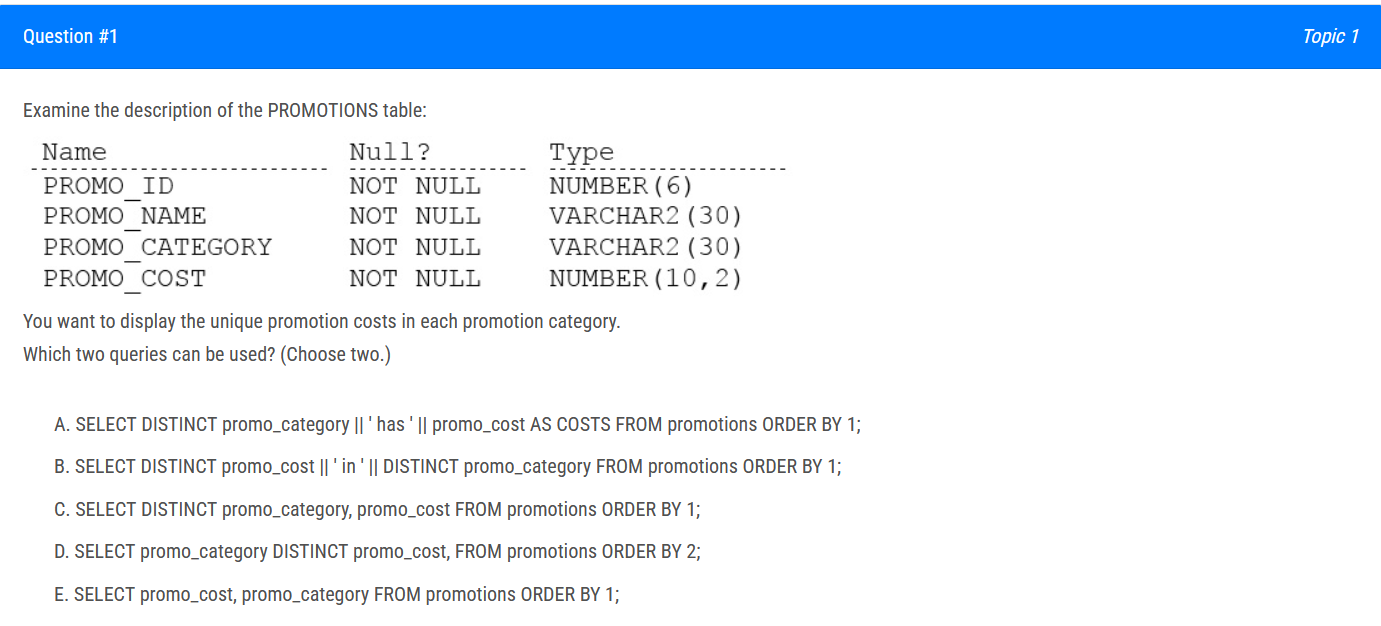 Question #1
Topic 1
Examine the description of the PROMOTIONS table:
Name Null? Type
PROMO_ID NOT NULL NUMBER(6)
PROMO_NAME NOT NULL VARCHAR2(30)
PROMO_CATEGORY NOT NULL VARCHAR2(30)
PROMO_COST NOT NULL NUMBER(10,2)
You want to display the unique promotion costs in each promotion category.
Which two queries can be used? (Choose two.)
A. SELECT DISTINCT promo_category || ' has ' || promo_cost AS COSTS FROM promotions ORDER BY 1;
B. SELECT DISTINCT promo_cost || ' in ' || DISTINCT promo_category FROM promotions ORDER BY 1;
C. SELECT DISTINCT promo_category, promo_cost FROM promotions ORDER BY 1;
D. SELECT promo_category DISTINCT promo_cost, FROM promotions ORDER BY 2;
E. SELECT promo_cost, promo_category FROM promotions ORDER BY 1;